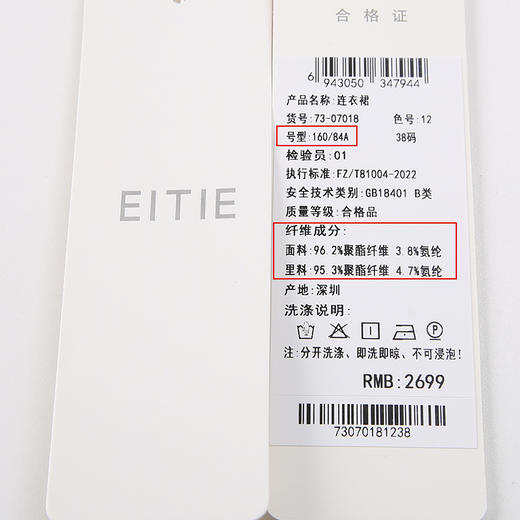 EITIE
合格证
6 943050 347944
产品名称:连衣裙
货号:73-07018 色号:12
号型:160/84A 38码
检验员:01
执行标准:FZ/T81004-2022
安全技术类别:GB18401 B类
质量等级:合格品
纤维成分:
面料:96.2%聚酯纤维 3.8%氨纶
里料:95.3%聚酯纤维 4.7%氨纶
产地:深圳
洗涤说明:
P
注:分开洗涤、即洗即晾、不可浸泡!
RMB:2699
73070181238